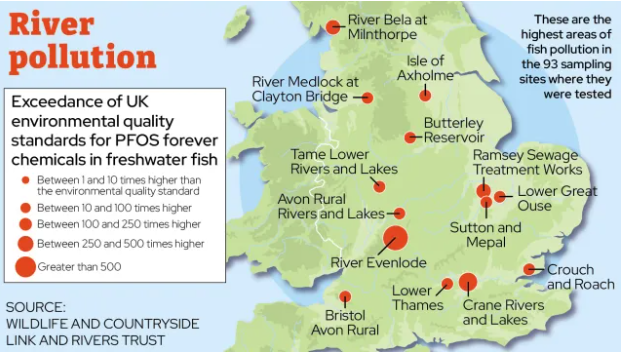 River
pollution
Exceedance of UK
environmental quality
standards for PFOS forever
chemicals in freshwater fish
Between 1 and 10 times higher than
the environmental quality standard
Between 10 and 100 times higher
Between 100 and 250 times higher
Between 250 and 500 times higher
Greater than 500
SOURCE:
WILDLIFE AND COUNTRYSIDE
LINK AND RIVERS TRUST
These are the
highest areas of
fish pollution in
the 93 sampling
sites where they
were tested
River Bela at
Milnthorpe
Isle of
Axholme
River Medlock at
Clayton Bridge
Butterley
Reservoir
Tame Lower
Rivers and Lakes
Ramsey Sewage
Treatment Works
Avon Rural
Rivers and Lakes
Lower Great
Ouse
Sutton and
Mepal
River Evenlode
Crouch
and Roach
Lower
Thames
Crane Rivers
and Lakes
Bristol
Avon Rural